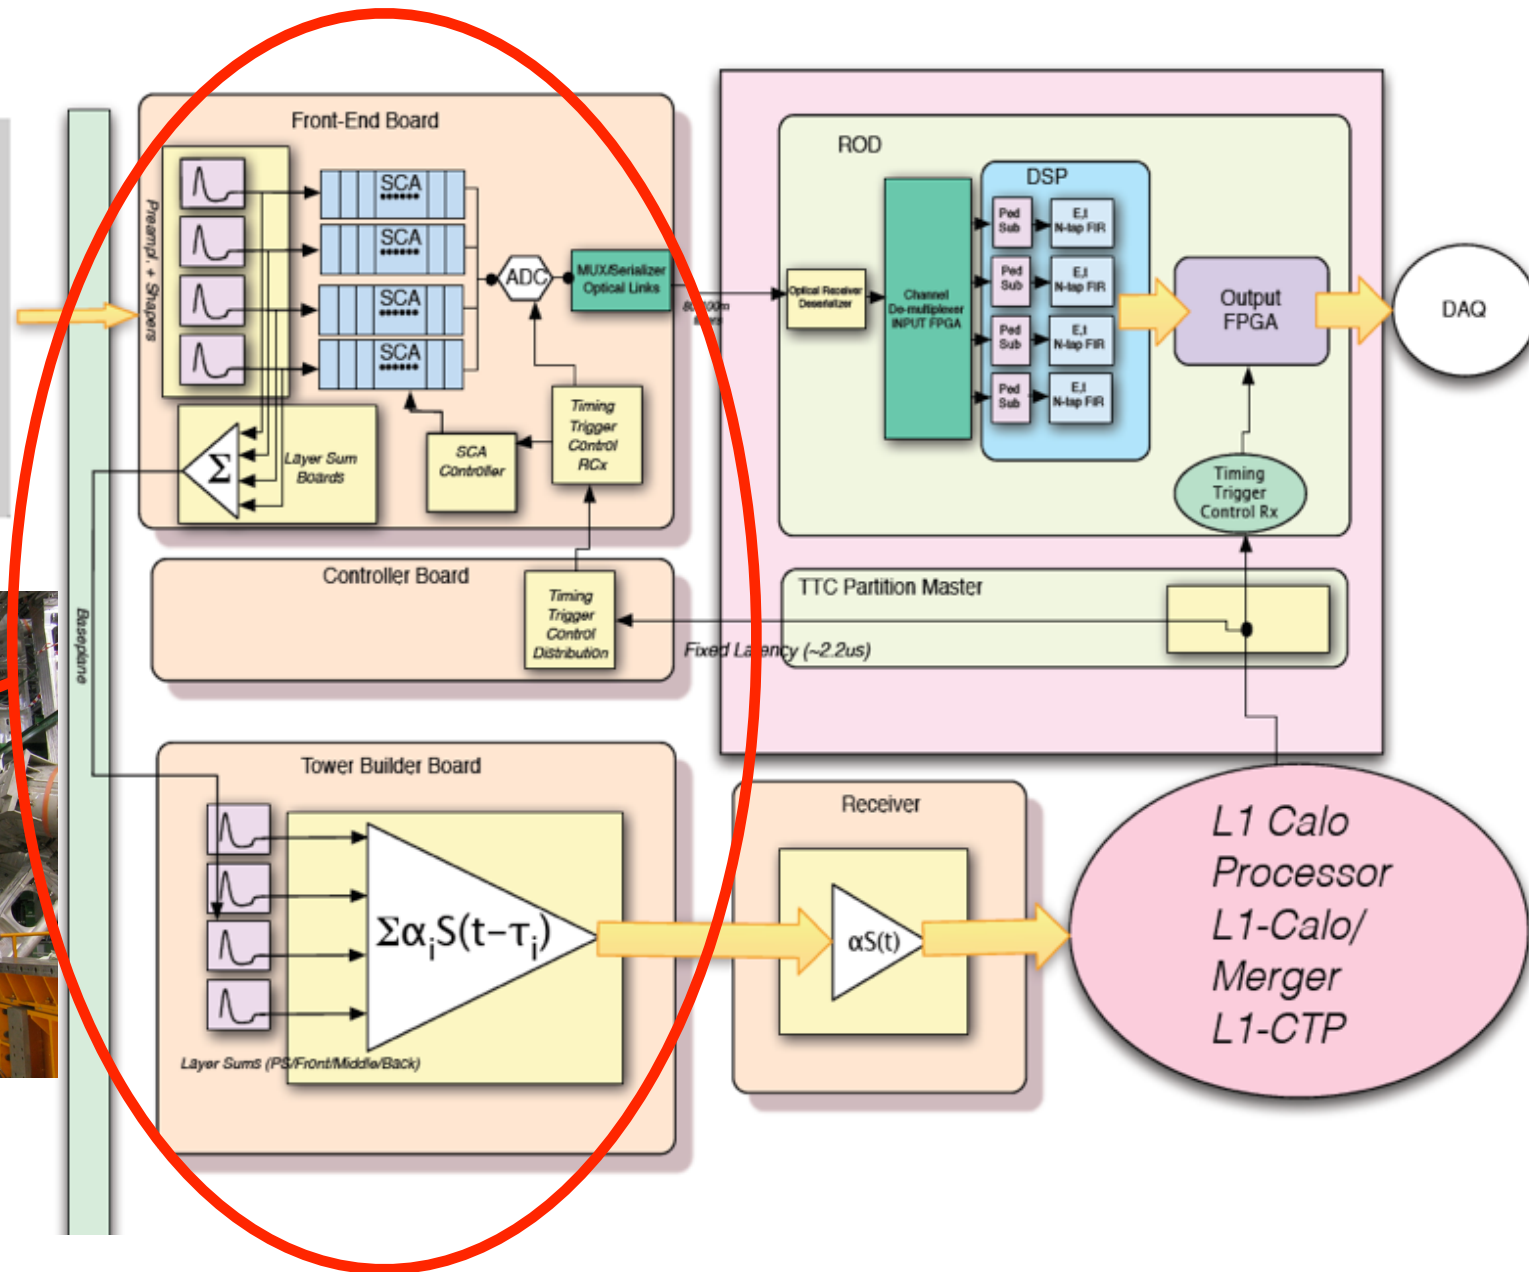 Front-End Board
Preampl. + Shapers
SCA
SCA
SCA
SCA
ADC
MUX/Serializer
Optical Links
Σ
Layer Sum
Boards
SCA
Controller
Timing
Trigger
Control
RCx
Baseplane
Controller Board
Timing
Trigger
Control
Distribution
Fixed Latency (~2.2us)
Tower Builder Board
ΣαᵢS(t−τᵢ)
Layer Sums (PS/Front/Middle/Back)
ROD
Optical Receiver
Deserializer
Channel
De-multiplexer
INPUT FPGA
DSP
Ped
Sub
E,t
N-tap FIR
Ped
Sub
E,t
N-tap FIR
Ped
Sub
E,t
N-tap FIR
Ped
Sub
E,t
N-tap FIR
Output
FPGA
DAQ
Timing
Trigger
Control Rx
TTC Partition Master
Receiver
αS(t)
L1 Calo
Processor
L1-Calo/
Merger
L1-CTP